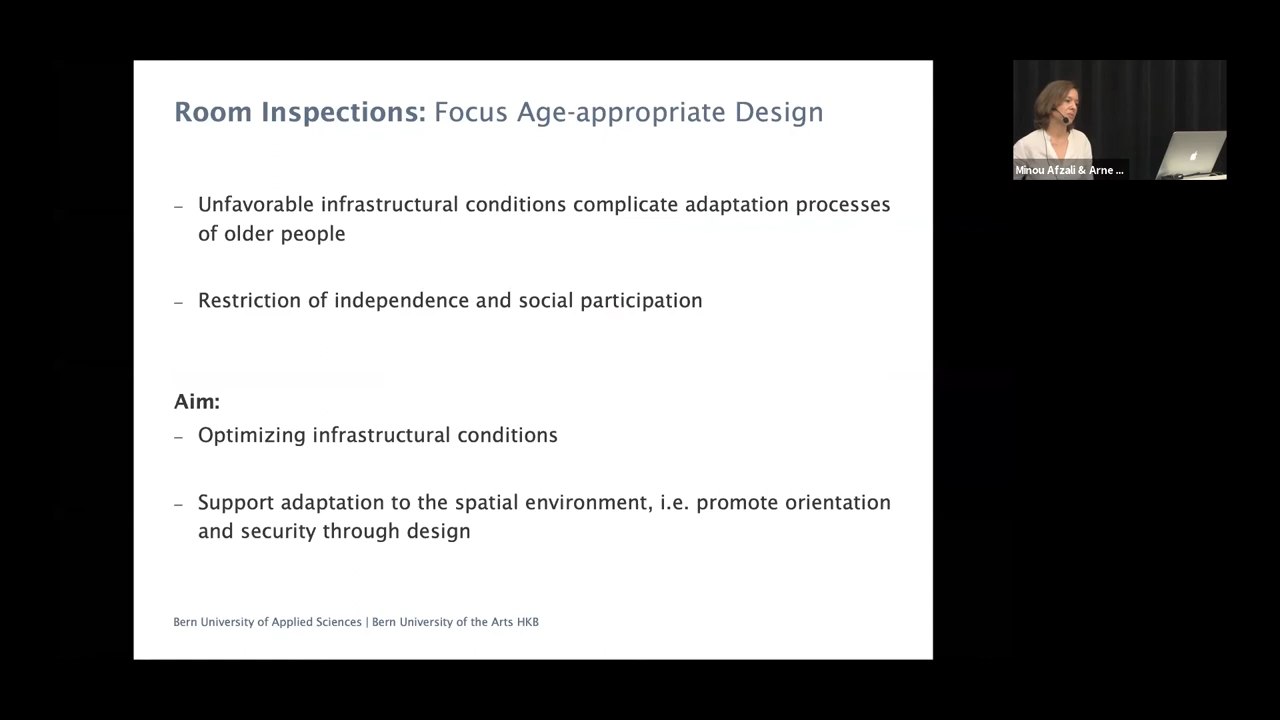 Room Inspections: Focus Age-appropriate Design
– Unfavorable infrastructural conditions complicate adaptation processes
of older people
– Restriction of independence and social participation
Aim:
– Optimizing infrastructural conditions
– Support adaptation to the spatial environment, i.e. promote orientation
and security through design
Bern University of Applied Sciences | Bern University of the Arts HKB
Minou Afzali & Arne ...